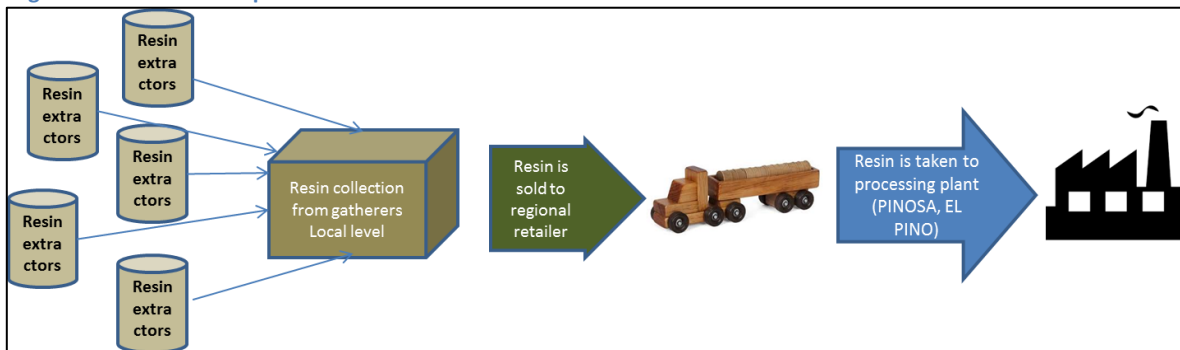 Resin
extra
ctors
Resin
extra
ctors
Resin
extra
ctors
Resin
extra
ctors
Resin
extra
ctors
Resin collection
from gatherers
Local level
Resin is
sold to
regional
retailer
Resin is taken to
processing plant
(PINOSA, EL
PINO)